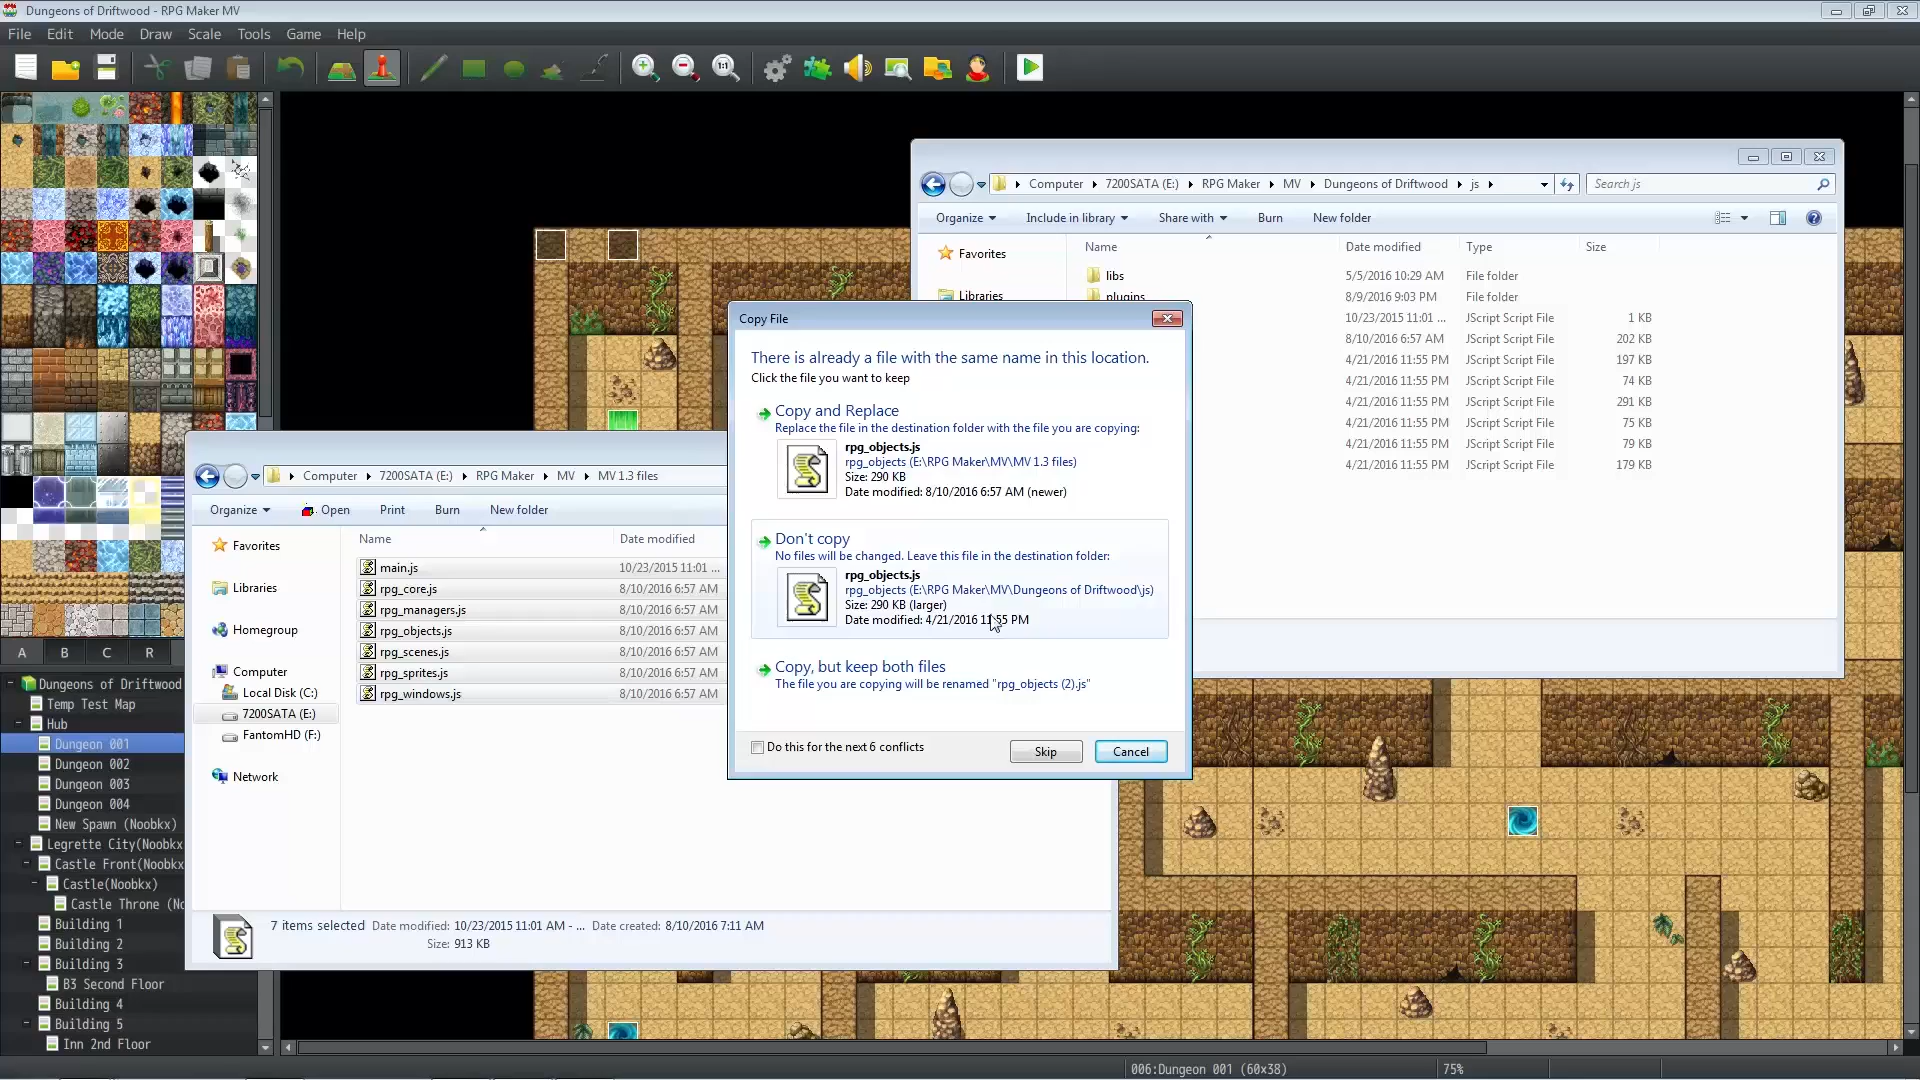 Dungeons of Driftwood - RPG Maker MV
File Edit Mode Draw Scale Tools Game Help
1:1
Computer 7200SATA (E:) RPG Maker MV Dungeons of Driftwood js
Search js
Organize Include in library Share with Burn New folder
Name Date modified Type Size
Favorites
Libraries
libs 5/5/2016 10:29 AM File folder
plugins 8/9/2016 9:03 PM File folder
10/23/2015 11:01 ... JScript Script File 1 KB
8/10/2016 6:57 AM JScript Script File 202 KB
4/21/2016 11:55 PM JScript Script File 197 KB
4/21/2016 11:55 PM JScript Script File 74 KB
4/21/2016 11:55 PM JScript Script File 291 KB
4/21/2016 11:55 PM JScript Script File 75 KB
4/21/2016 11:55 PM JScript Script File 79 KB
4/21/2016 11:55 PM JScript Script File 179 KB
Copy File
There is already a file with the same name in this location.
Click the file you want to keep
Copy and Replace
Replace the file in the destination folder with the file you are copying:
rpg_objects.js
rpg_objects (E:\RPG Maker\MV\MV 1.3 files)
Size: 290 KB
Date modified: 8/10/2016 6:57 AM (newer)
Don't copy
No files will be changed. Leave this file in the destination folder:
rpg_objects.js
rpg_objects (E:\RPG Maker\MV\Dungeons of Driftwood\js)
Size: 290 KB (larger)
Date modified: 4/21/2016 11:55 PM
Copy, but keep both files
The file you are copying will be renamed "rpg_objects (2).js"
Do this for the next 6 conflicts
Skip
Cancel
Computer 7200SATA (E:) RPG Maker MV MV 1.3 files
Organize Open Print Burn New folder
Name Date modified
Favorites
Libraries
Homegroup
Computer
Local Disk (C:)
7200SATA (E:)
FantomHD (F:)
Network
main.js 10/23/2015 11:01 ...
rpg_core.js 8/10/2016 6:57 AM
rpg_managers.js 8/10/2016 6:57 AM
rpg_objects.js 8/10/2016 6:57 AM
rpg_scenes.js 8/10/2016 6:57 AM
rpg_sprites.js 8/10/2016 6:57 AM
rpg_windows.js 8/10/2016 6:57 AM
7 items selected Date modified: 10/23/2015 11:01 AM - ... Date created: 8/10/2016 7:11 AM
Size: 913 KB
A B C R
Dungeons of Driftwood
Temp Test Map
Hub
Dungeon 001
Dungeon 002
Dungeon 003
Dungeon 004
New Spawn (Noobkx)
Legrette City(Noobkx
Castle Front(Noobkx
Castle(Noobkx)
Castle Throne (No
Building 1
Building 2
Building 3
B3 Second Floor
Building 4
Building 5
Inn 2nd Floor
006:Dungeon 001 (60×38) 75%